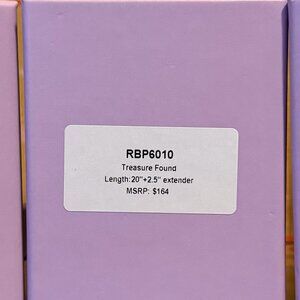 RBP6010
Treasure Found
Length:20"+2.5" extender
MSRP: $164